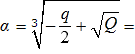 α = ∛(-q/2 + √Q) =